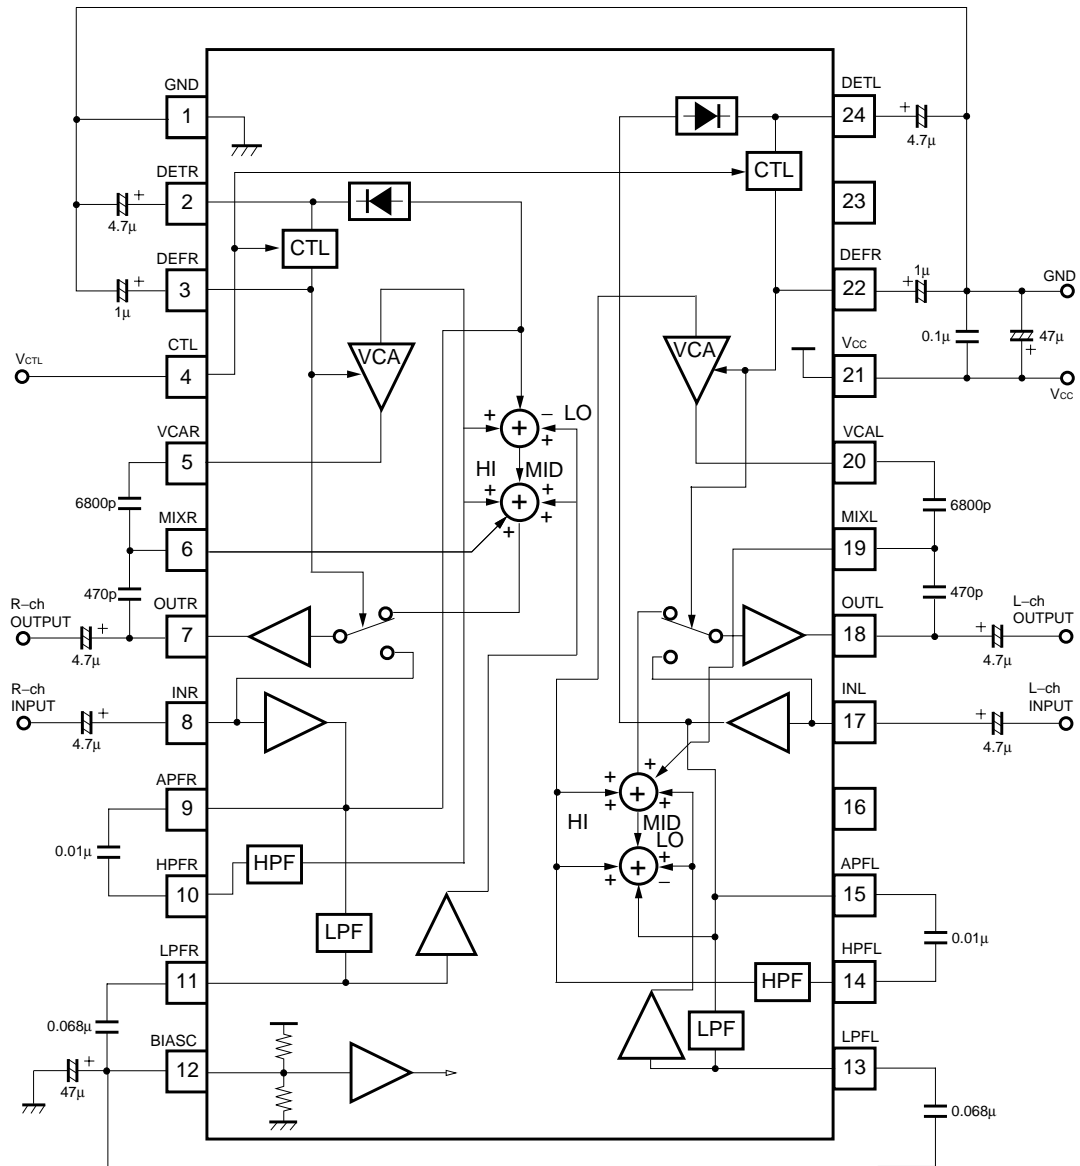 GND
1
DETR
2
+
4.7µ
CTL
DEFR
3
+
1µ
CTL
4
VCTL
VCA
VCAR
5
6800p
MIXR
6
470p
OUTR
7
R–ch
OUTPUT
+
4.7µ
INR
8
R–ch
INPUT
+
4.7µ
APFR
9
0.01µ
HPFR
10
HPF
LPF
LPFR
11
0.068µ
BIASC
12
+
47µ
+
–
LO
+
+
HI
MID
+
+
+
+
+
+
DETL
24
+
4.7µ
CTL
23
DEFR
22
+
1µ
GND
0.1µ
47µ
+
VCC
21
VCC
VCA
VCAL
20
6800p
MIXL
19
470p
OUTL
18
L–ch
OUTPUT
+
4.7µ
INL
17
L–ch
INPUT
+
4.7µ
16
+
+
+
+
+
HI
MID
LO
+
+
+
–
APFL
15
0.01µ
HPFL
14
HPF
LPF
LPFL
13
0.068µ